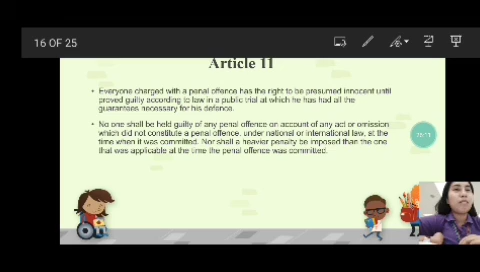 16 OF 25
Article 11
• Everyone charged with a penal offence has the right to be presumed innocent until
proved guilty according to law in a public trial at which he has had all the
guarantees necessary for his defence.
• No one shall be held guilty of any penal offence on account of any act or omission
which did not constitute a penal offence, under national or international law, at the
time when it was committed. Nor shall a heavier penalty be imposed than the one
that was applicable at the time the penal offence was committed.